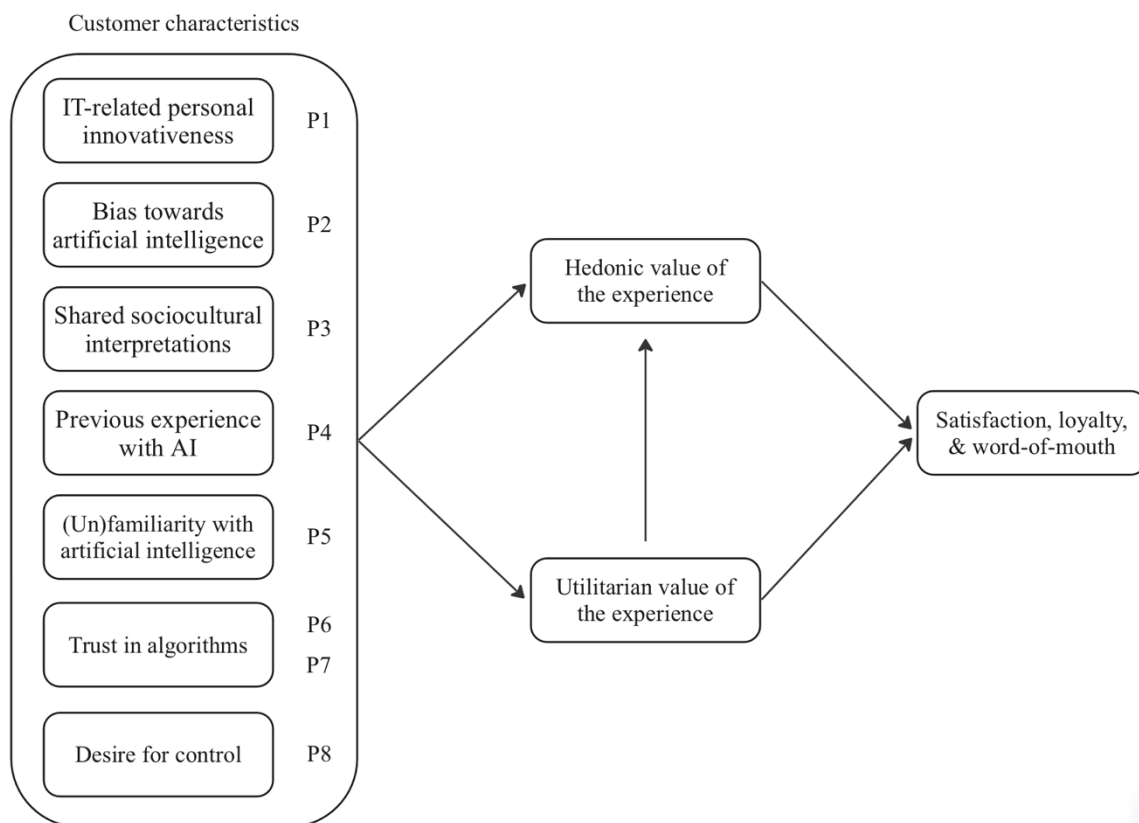 Customer characteristics
IT-related personal
innovativeness
P1
Bias towards
artificial intelligence
P2
Shared sociocultural
interpretations
P3
Previous experience
with AI
P4
(Un)familiarity with
artificial intelligence
P5
Trust in algorithms
P6
P7
Desire for control
P8
Hedonic value of
the experience
Utilitarian value of
the experience
Satisfaction, loyalty,
& word-of-mouth